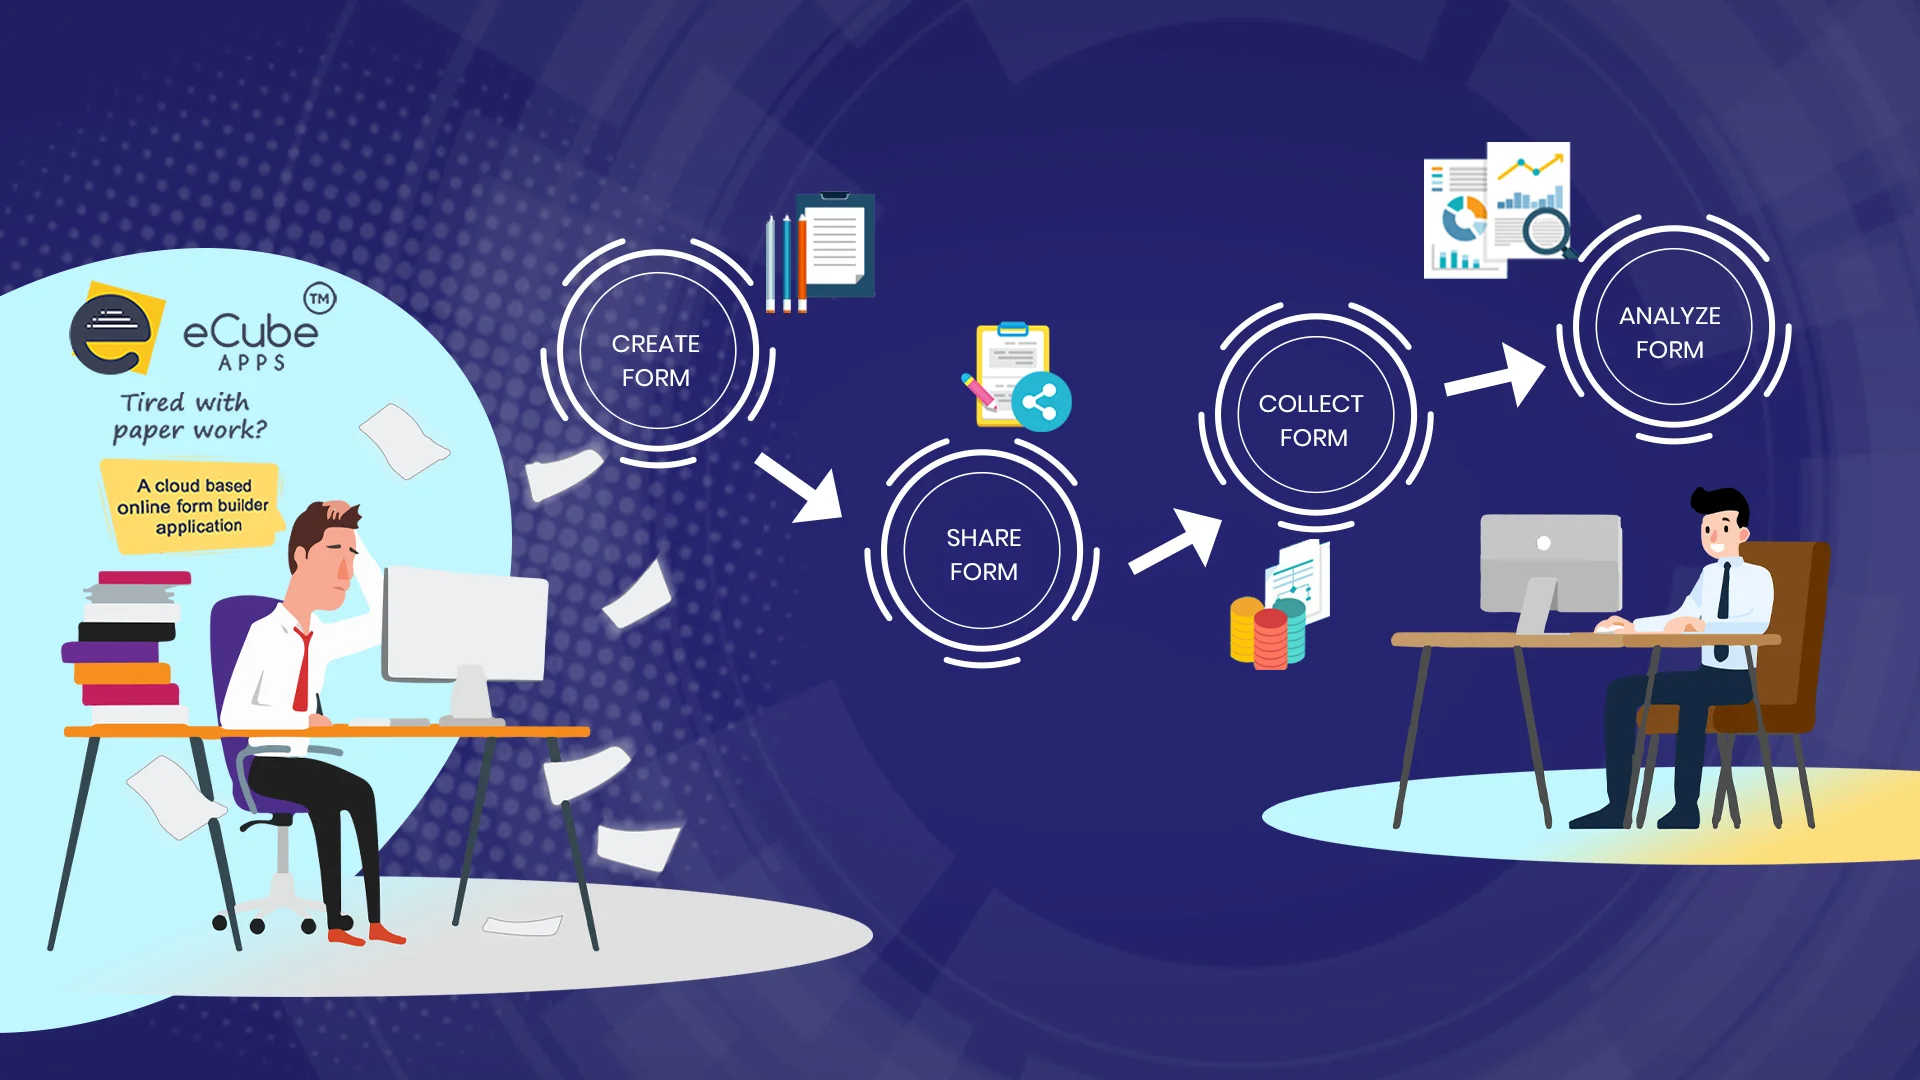 eCube
TM
APPS
Tired with
paper work?
A cloud based
online form builder
application
CREATE
FORM
SHARE
FORM
COLLECT
FORM
ANALYZE
FORM